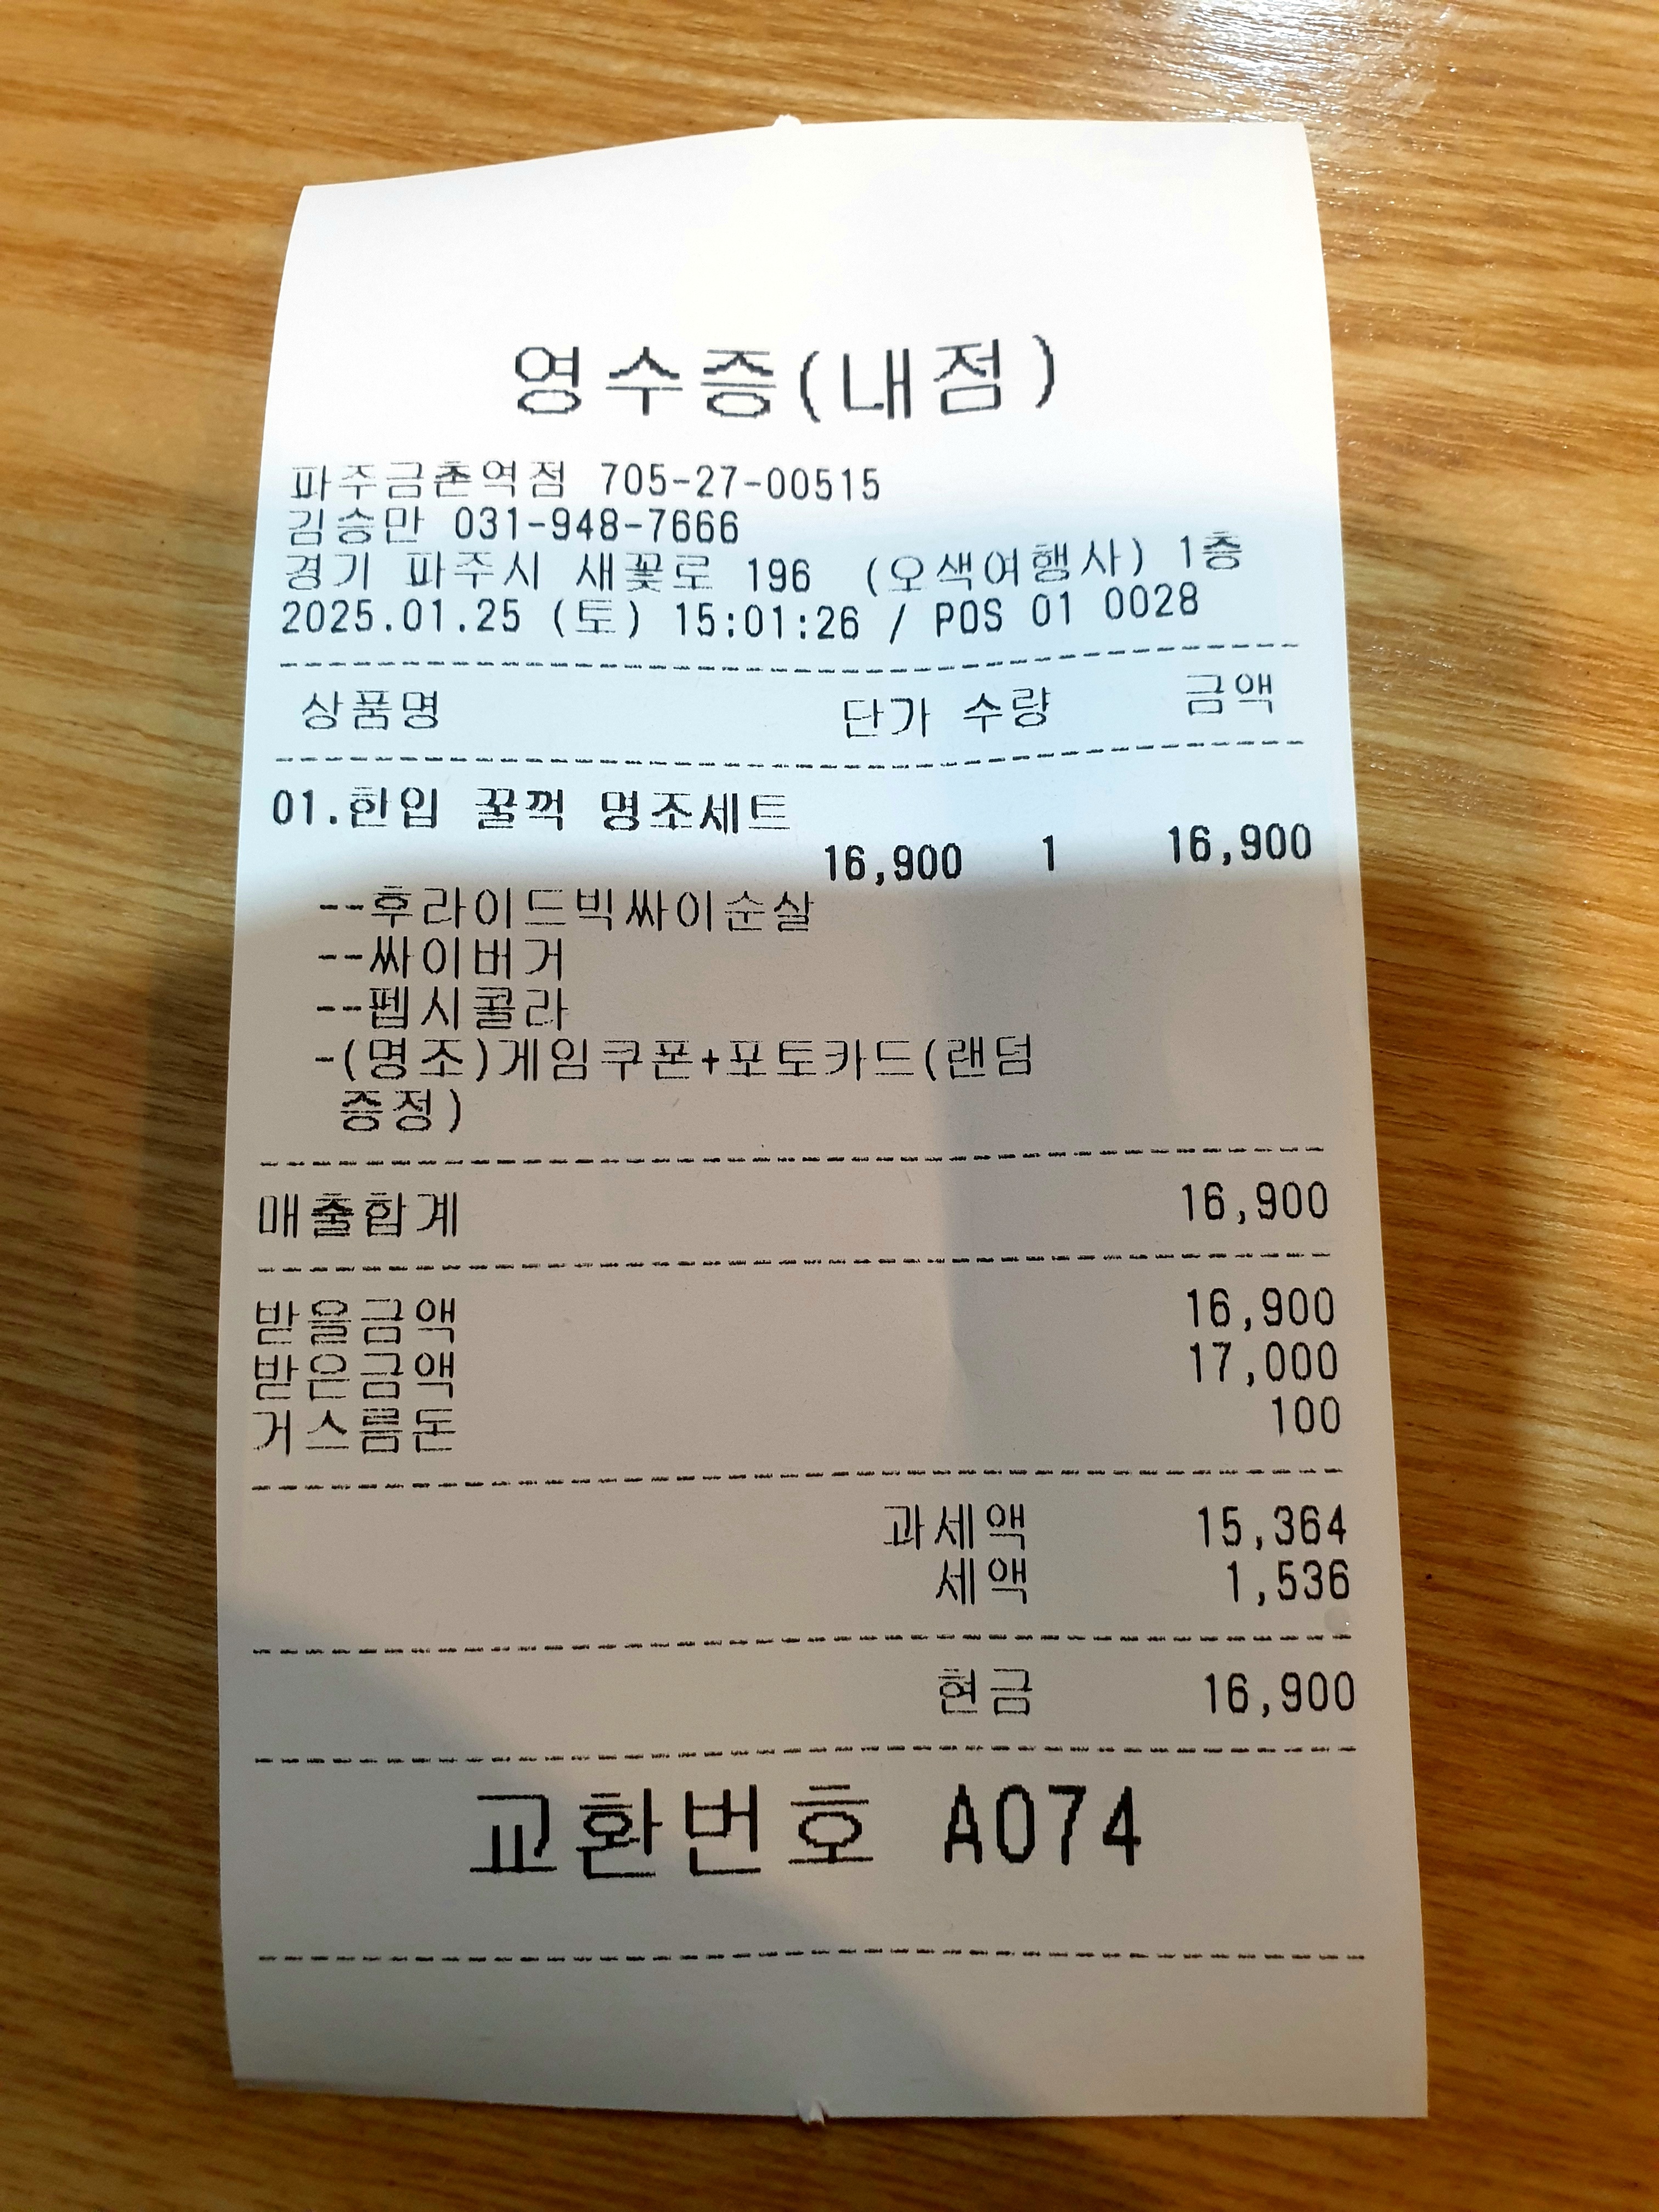 영수증(내점)
파주금촌역점 705-27-00515
김승만 031-948-7666
경기 파주시 새꽃로 196 (오색여행사) 1층
2025.01.25 (토) 15:01:26 / POS 01 0028
상품명 단가 수량 금액
01.한입 꿀꺽 명조세트
16,900 1 16,900
--후라이드빅싸이순살
--싸이버거
--펩시콜라
-(명조)게임쿠폰+포토카드(랜덤
증정)
매출합계 16,900
받을금액 16,900
받은금액 17,000
거스름돈 100
과세액 15,364
세액 1,536
현금 16,900
교환번호 A074